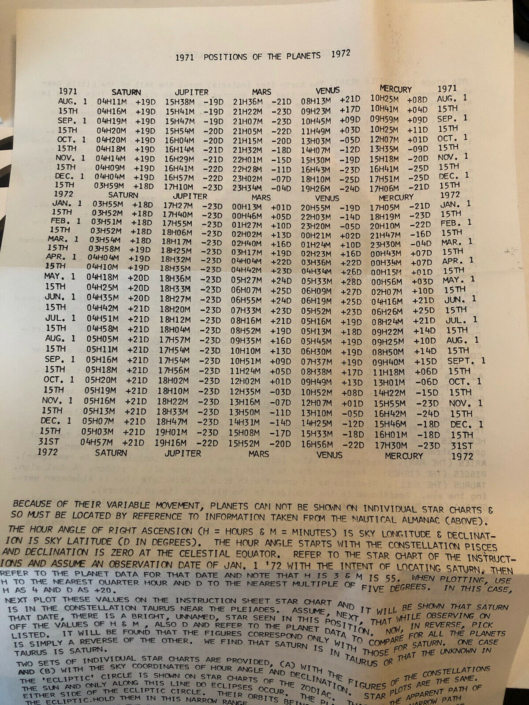 1971 POSITIONS OF THE PLANETS 1972
1971 SATURN JUPITER MARS VENUS MERCURY 1971
AUG. 1 04H11M +19D 15H38M -19D 21H36M -21D 08H13M +21D 10H25M +08D AUG. 1
15TH 04H16M +19D 15H41M -19D 21H22M -23D 09H23M +17D 10H41M +04D 15TH
SEP. 1 04H19M +19D 15H47M -19D 21H07M -23D 10H45M +09D 09H59M +09D SEP. 1
15TH 04H20M +19D 15H54M -20D 21H05M -22D 11H49M +03D 10H25M +11D 15TH
OCT. 1 04H20M +19D 16H04M -20D 21H15M -20D 13H03M -05D 12H07M +01D OCT. 1
15TH 04H18M +19D 16H14M -21D 21H32M -18D 14H07M -12D 13H35M -09D 15TH
NOV. 1 04H14M +19D 16H29M -21D 22H01M -15D 15H30M -19D 15H18M -20D NOV. 1
15TH 04H09M +19D 16H41M -22D 22H28M -11D 16H43M -23D 16H41M -25D 15TH
DEC. 1 04H04M +19D 16H57M -22D 23H02M -07D 18H10M -25D 17H51M -25D DEC. 1
15TH 03H59M +18D 17H10M -23D 23H34M -04D 19H26M -24D 17H06M -21D 15TH
1972 SATURN JUPITER MARS VENUS MERCURY 1972
JAN. 1 03H55M +18D 17H27M -23D 00H13M +01D 20H55M -19D 17H05M -21D JAN. 1
15TH 03H52M +18D 17H40M -23D 00H46M +05D 22H03M -14D 18H19M -23D 15TH
FEB. 1 03H51M +18D 17H55M -23D 01H27M +10D 23H20M -05D 20H10M -22D FEB. 1
15TH 03H52M +18D 18H06M -23D 02H02M +13D 00H21M +02D 21H47M -16D 15TH
MAR. 1 03H54M +18D 18H17M -23D 02H40M +16D 01H24M +10D 23H30M -04D MAR. 1
15TH 03H58M +19D 18H25M -23D 03H17M +19D 02H23M +16D 00H43M +07D 15TH
APR. 1 04H04M +19D 18H32M -23D 04H04M +22D 03H36M +22D 00H34M +07D APR. 1
15TH 04H10M +19D 18H35M -23D 04H42M +23D 04H34M +26D 00H15M +01D 15TH
MAY. 1 04H18M +20D 18H36M -23D 05H27M +24D 05H33M +28D 00H56M +03D MAY. 1
15TH 04H25M +20D 18H33M -23D 06H07M +25D 06H09M +27D 02H07M +10D 15TH
JUN. 1 04H35M +20D 18H27M -23D 06H55M +24D 06H19M +25D 04H16M +21D JUN. 1
15TH 04H42M +21D 18H20M -23D 07H33M +23D 05H52M +23D 06H26M +25D 15TH
JUL. 1 04H51M +21D 18H12M -23D 08H16M +21D 05H16M +19D 08H24M +21D JUL. 1
15TH 04H58M +21D 18H04M -23D 08H52M +19D 05H13M +18D 09H22M +14D 15TH
AUG. 1 05H05M +21D 17H57M -23D 09H35M +16D 05H45M +19D 09H25M +10D AUG. 1
15TH 05H11M +21D 17H54M -23D 10H10M +13D 06H30M +19D 08H50M +14D 15TH
SEP. 1 05H16M +21D 17H54M -23D 10H51M +09D 07H37M +19D 09H40M +15D SEPT. 1
15TH 05H18M +21D 17H56M -23D 11H24M +05D 08H38M +17D 11H18M +06D 15TH
OCT. 1 05H20M +21D 18H02M -23D 12H02M +01D 09H49M +13D 13H01M -06D OCT. 1
15TH 05H19M +21D 18H10M -23D 12H35M -03D 10H52M +08D 14H22M -15D 15TH
NOV. 1 05H16M +21D 18H22M -23D 13H16M -07D 12H07M +01D 15H55M -23D NOV. 1
15TH 05H13M +21D 18H33M -23D 13H50M -11D 13H10M -05D 16H42M -24D 15TH
DEC. 1 05H07M +21D 18H47M -23D 14H31M -14D 14H25M -12D 15H46M -18D DEC. 1
15TH 05H03M +21D 19H01M -23D 15H08M -17D 15H33M -18D 16H01M -18D 15TH
31ST 04H57M +21D 19H16M -22D 15H52M -20D 16H56M -22D 17H30M -23D 31ST
1972 SATURN JUPITER MARS VENUS MERCURY 1972
BECAUSE OF THEIR VARIABLE MOVEMENT, PLANETS CAN NOT BE SHOWN ON INDIVIDUAL STAR CHARTS &
SO MUST BE LOCATED BY REFERENCE TO INFORMATION TAKEN FROM THE NAUTICAL ALMANAC (ABOVE).
THE HOUR ANGLE OF RIGHT ASCENSION (H = HOURS & M = MINUTES) IS SKY LONGITUDE & DECLINAT-
ION IS SKY LATITUDE (D IN DEGREES). THE HOUR ANGLE STARTS WITH THE CONSTELLATION PISCES
AND DECLINATION IS ZERO AT THE CELESTIAL EQUATOR. REFER TO THE STAR CHART OF THE INSTRUCT-
IONS AND ASSUME AN OBSERVATION DATE OF JAN. 1 '72 WITH THE INTENT OF LOCATING SATURN, THEN
REFER TO THE PLANET DATA FOR THAT DATE AND NOTE THAT H IS 3 & M IS 55. WHEN PLOTTING, USE
H TO THE NEAREST QUARTER HOUR AND D TO THE NEAREST MULTIPLE OF FIVE DEGREES. IN THIS CASE,
H AS 4 AND D AS +20.
NEXT PLOT THESE VALUES ON THE INSTRUCTION SHEET STAR CHART AND IT WILL BE SHOWN THAT SATURN
IS IN THE CONSTELLATION TAURUS NEAR THE PLEIADES. ASSUME, NEXT, THAT WHILE OBSERVING ON
THAT DATE, THERE IS A BRIGHT, UNNAMED, STAR SEEN IN THIS POSITION. NOW, IN REVERSE, PICK
OFF THE VALUES OF H & M, ALSO D AND REFER TO THE PLANET DATA TO COMPARE FOR ALL THE PLANETS
LISTED. IT WILL BE FOUND THAT THE FIGURES CORRESPOND ONLY WITH THOSE FOR SATURN. ONE CASE
IS SIMPLY A REVERSE OF THE OTHER. WE FIND THAT SATURN IS IN TAURUS OR THAT THE UNKNOWN IN
TAURUS IS SATURN.
TWO SETS OF INDIVIDUAL STAR CHARTS ARE PROVIDED, (A) WITH THE FIGURES OF THE CONSTELLATIONS
AND (B) WITH THE SKY COORDINATES OF HOUR ANGLE AND DECLINATION. STAR PLOTS ARE THE SAME.
THE 'ECLIPTIC' CIRCLE IS SHOWN ON STAR CHARTS OF THE ZODIAC, THE APPARENT PATH OF
THE SUN AND ONLY ALONG THIS LINE DO ECLIPSES OCCUR. THE NARROW PATH
EITHER SIDE OF THE ECLIPTIC CIRCLE. THEIR ORBITS
THE ECLIPTIC HOLD THEM IN THIS NARROW RANGE.